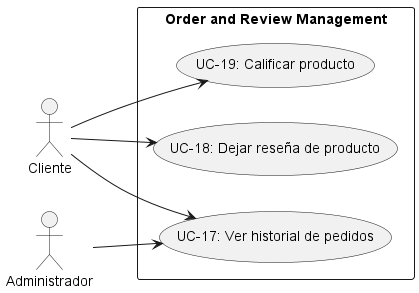 Order and Review Management
UC-19: Calificar producto
UC-18: Dejar reseña de producto
Cliente
UC-17: Ver historial de pedidos
Administrador